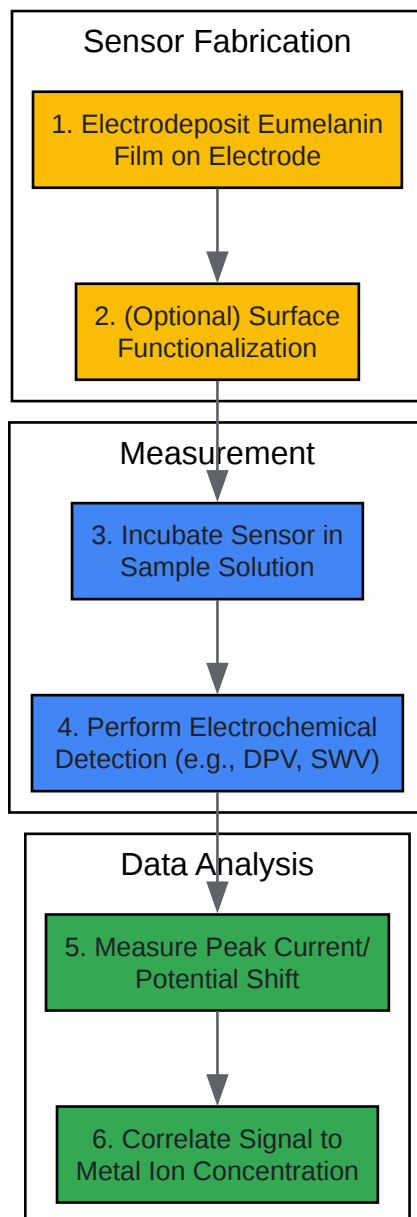 Sensor Fabrication
1. Electrodeposit Eumelanin
Film on Electrode
2. (Optional) Surface
Functionalization
Measurement
3. Incubate Sensor in
Sample Solution
4. Perform Electrochemical
Detection (e.g., DPV, SWV)
Data Analysis
5. Measure Peak Current/
Potential Shift
6. Correlate Signal to
Metal Ion Concentration